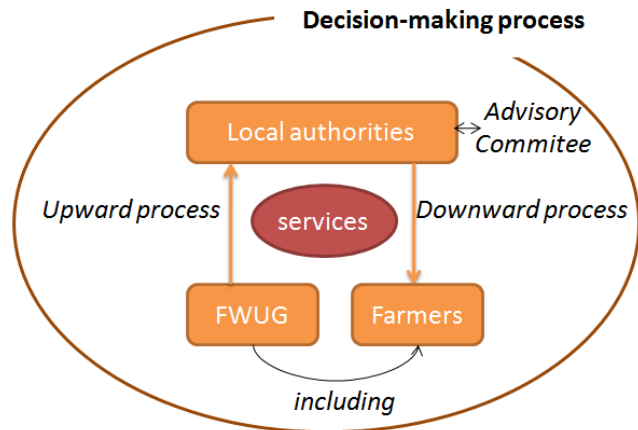 Decision-making process
Local authorities
Advisory
Commitee
Upward process
services
Downward process
FWUG
Farmers
including